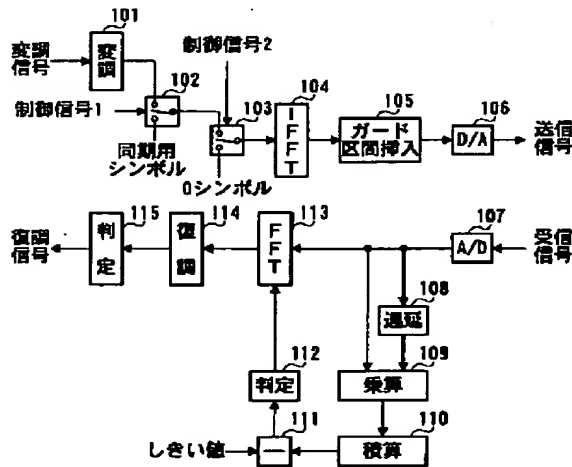 101
変調
信号
変調
102
制御信号1
同期用
シンボル
制御信号2
103
0シンボル
104
IFFT
105
ガード
区間挿入
106
D/A
送信
信号
115
復調
信号
判定
114
復調
113
FFT
107
A/D
受信
信号
108
遅延
109
乗算
110
積算
111
−
しきい値
112
判定